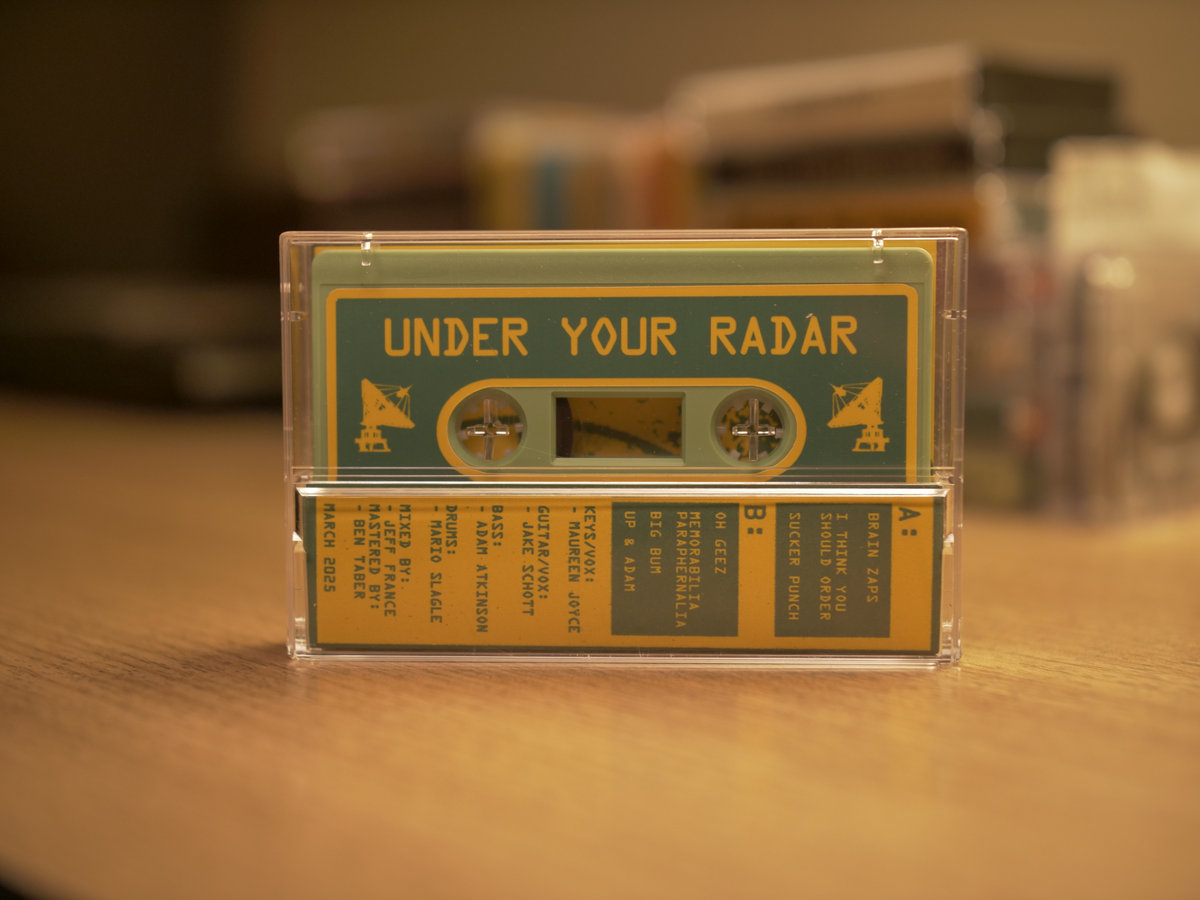 UNDER YOUR RADAR
A:
BRAIN ZAPS
I THINK YOU
SHOULD ORDER
SUCKER PUNCH
B:
OH GEEZ
MEMORABILIA
PARAPHERNALIA
BIG BUM
UP & ADAM
KEYS/VOX:
- MAUREEN JOYCE
GUITAR/VOX:
- JAKE SCHOTT
BASS:
- ADAM ATKINSON
DRUMS:
- MARIO SLAGLE
MIXED BY:
- JEFF FRANCE
MASTERED BY:
- BEN TABER
MARCH 2025